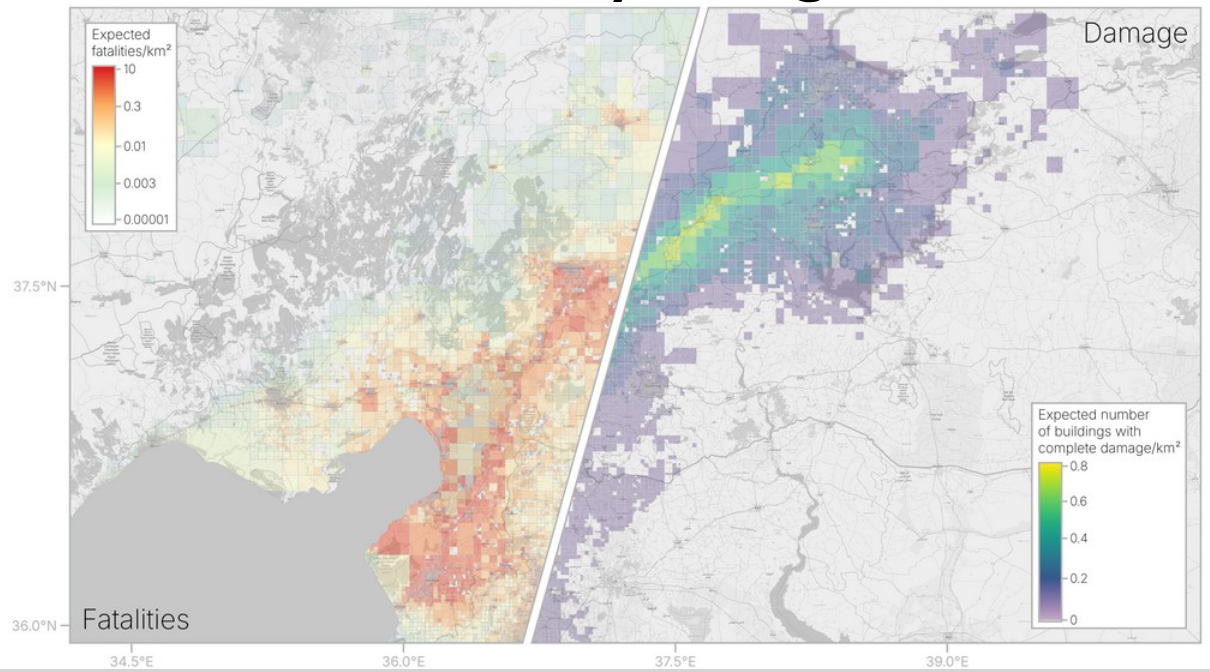 Expected
fatalities/km²
10
0.3
0.01
0.003
0.00001
Damage
37.5°N
Expected number
of buildings with
complete damage/km²
0.8
0.6
0.4
0.2
0
Fatalities
36.0°N
34.5°E
36.0°E
37.5°E
39.0°E